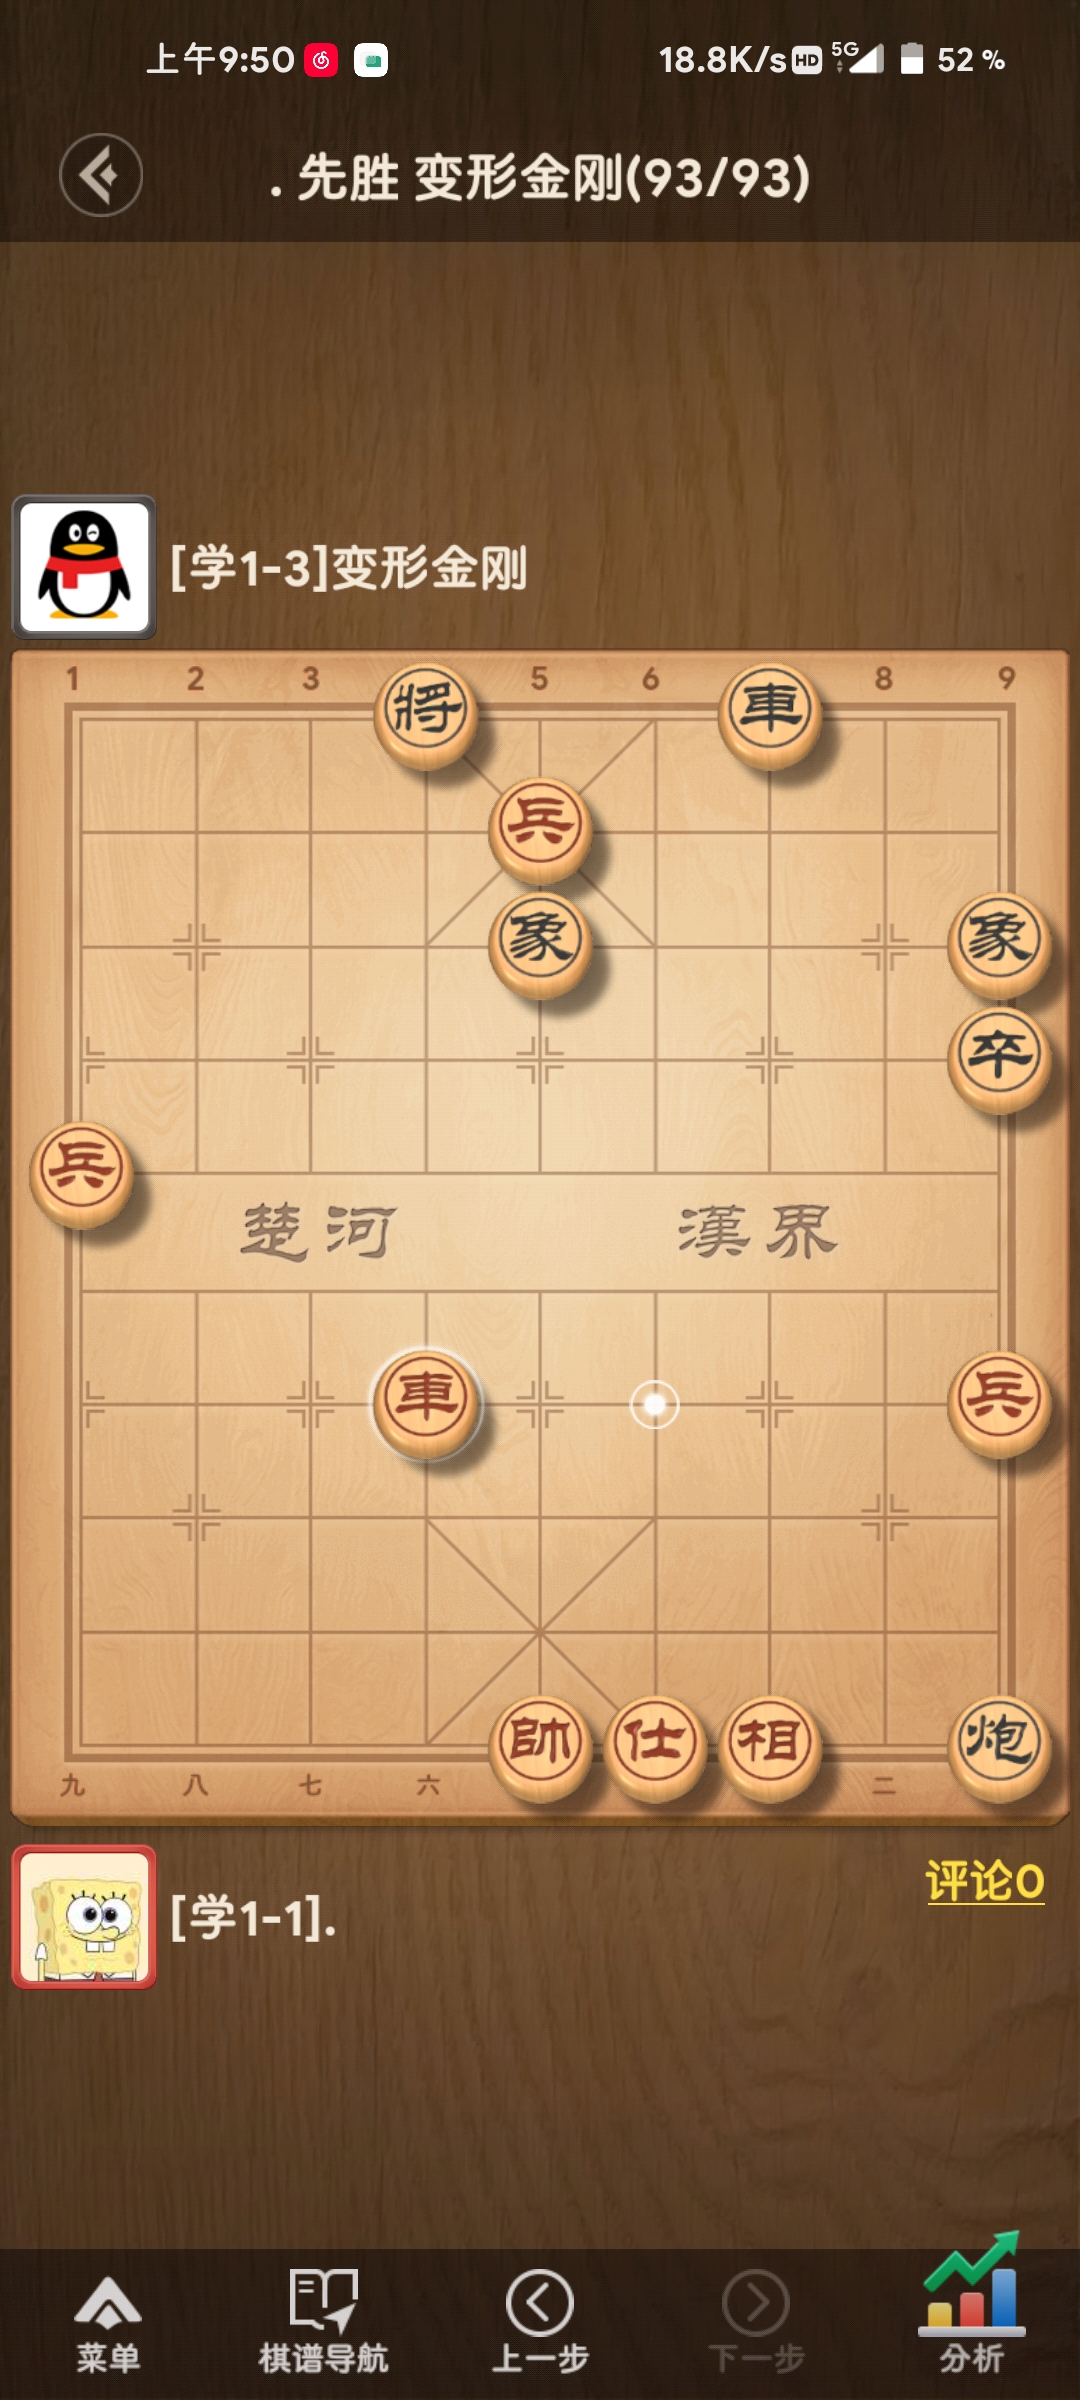 上午9:50 18.8K/s HD 5G 52 %
. 先胜 变形金刚(93/93)
[学1-3]变形金刚
1 2 3 5 6 8 9
將 車
兵
象 象
卒
兵
楚河 漢界
車 兵
帥 仕 相 炮
九 八 七 六 二
评论0
[学1-1].
菜单 棋谱导航 上一步 下一步 分析